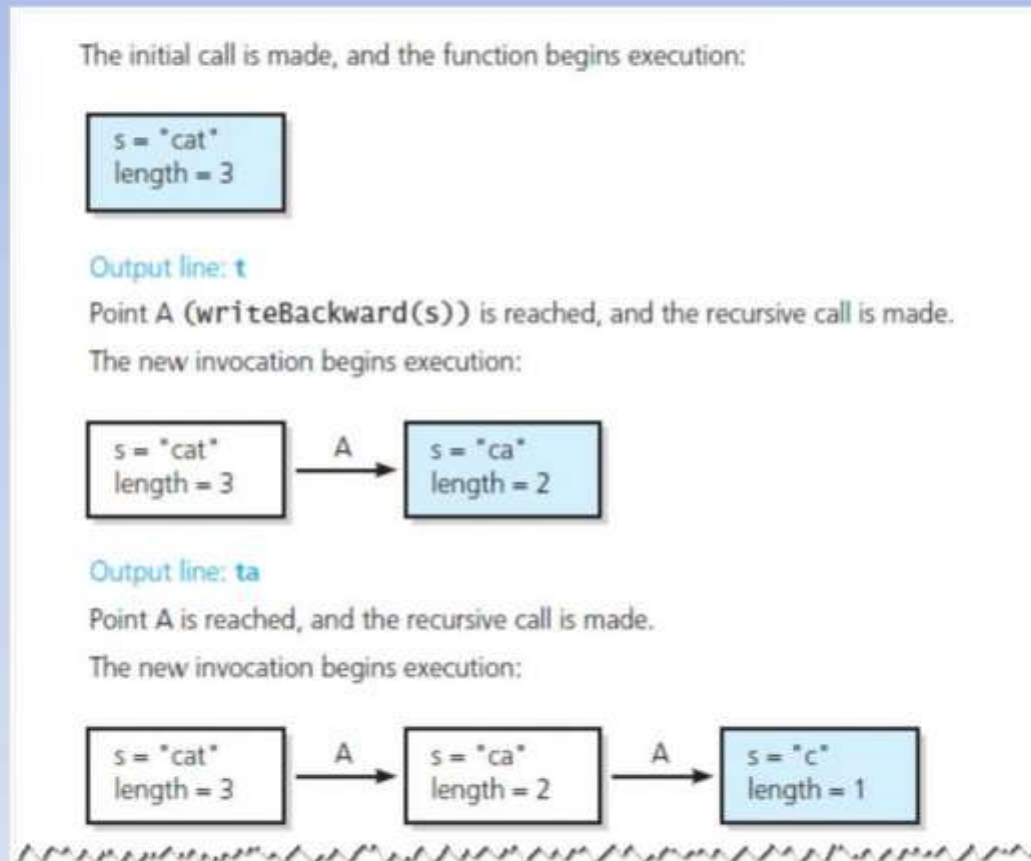 The initial call is made, and the function begins execution:
s = "cat"
length = 3
Output line: t
Point A (writeBackward(s)) is reached, and the recursive call is made.
The new invocation begins execution:
s = "cat"
length = 3
A
s = "ca"
length = 2
Output line: ta
Point A is reached, and the recursive call is made.
The new invocation begins execution:
s = "cat"
length = 3
A
s = "ca"
length = 2
A
s = "c"
length = 1